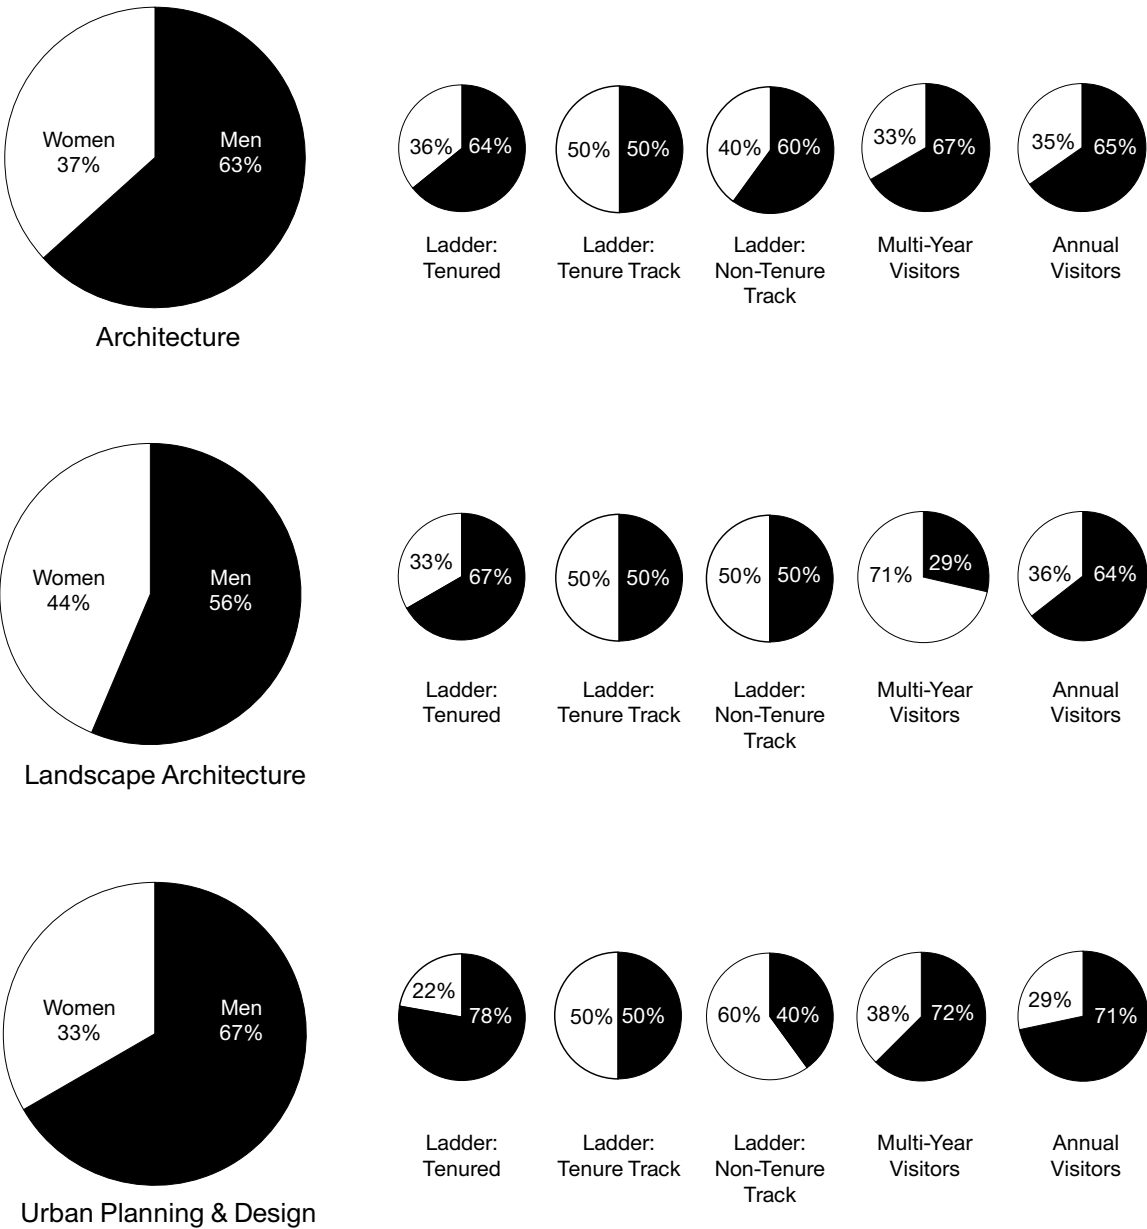 Women
37%
Men
63%
Architecture
36% 64%
Ladder:
Tenured
50% 50%
Ladder:
Tenure Track
40% 60%
Ladder:
Non-Tenure
Track
33% 67%
Multi-Year
Visitors
35% 65%
Annual
Visitors
Women
44%
Men
56%
Landscape Architecture
33% 67%
Ladder:
Tenured
50% 50%
Ladder:
Tenure Track
50% 50%
Ladder:
Non-Tenure
Track
71% 29%
Multi-Year
Visitors
36% 64%
Annual
Visitors
Women
33%
Men
67%
Urban Planning & Design
22% 78%
Ladder:
Tenured
50% 50%
Ladder:
Tenure Track
60% 40%
Ladder:
Non-Tenure
Track
38% 72%
Multi-Year
Visitors
29% 71%
Annual
Visitors